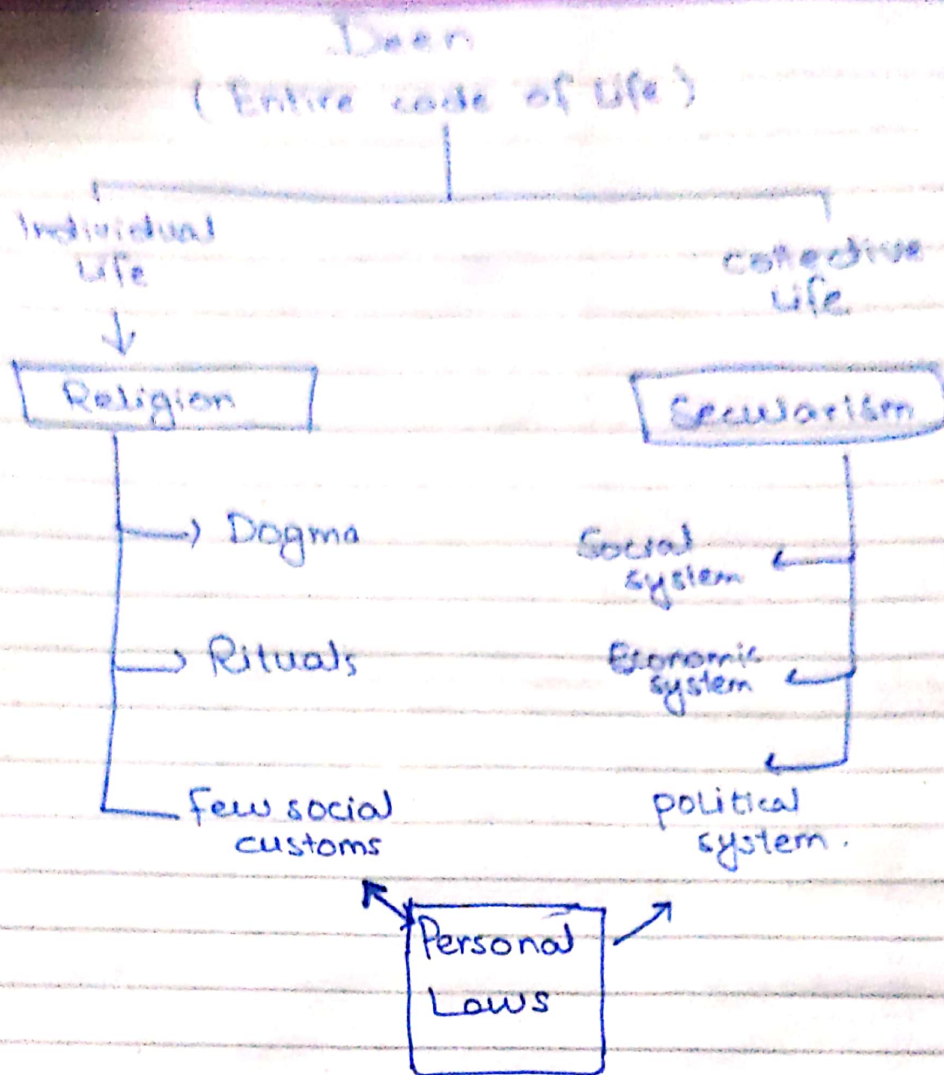 Deen
(Entire code of life)
Individual
life
collective
life
Religion
Secularism
Dogma
Social
system
Rituals
Economic
system
few social
customs
political
system.
Personal
Laws